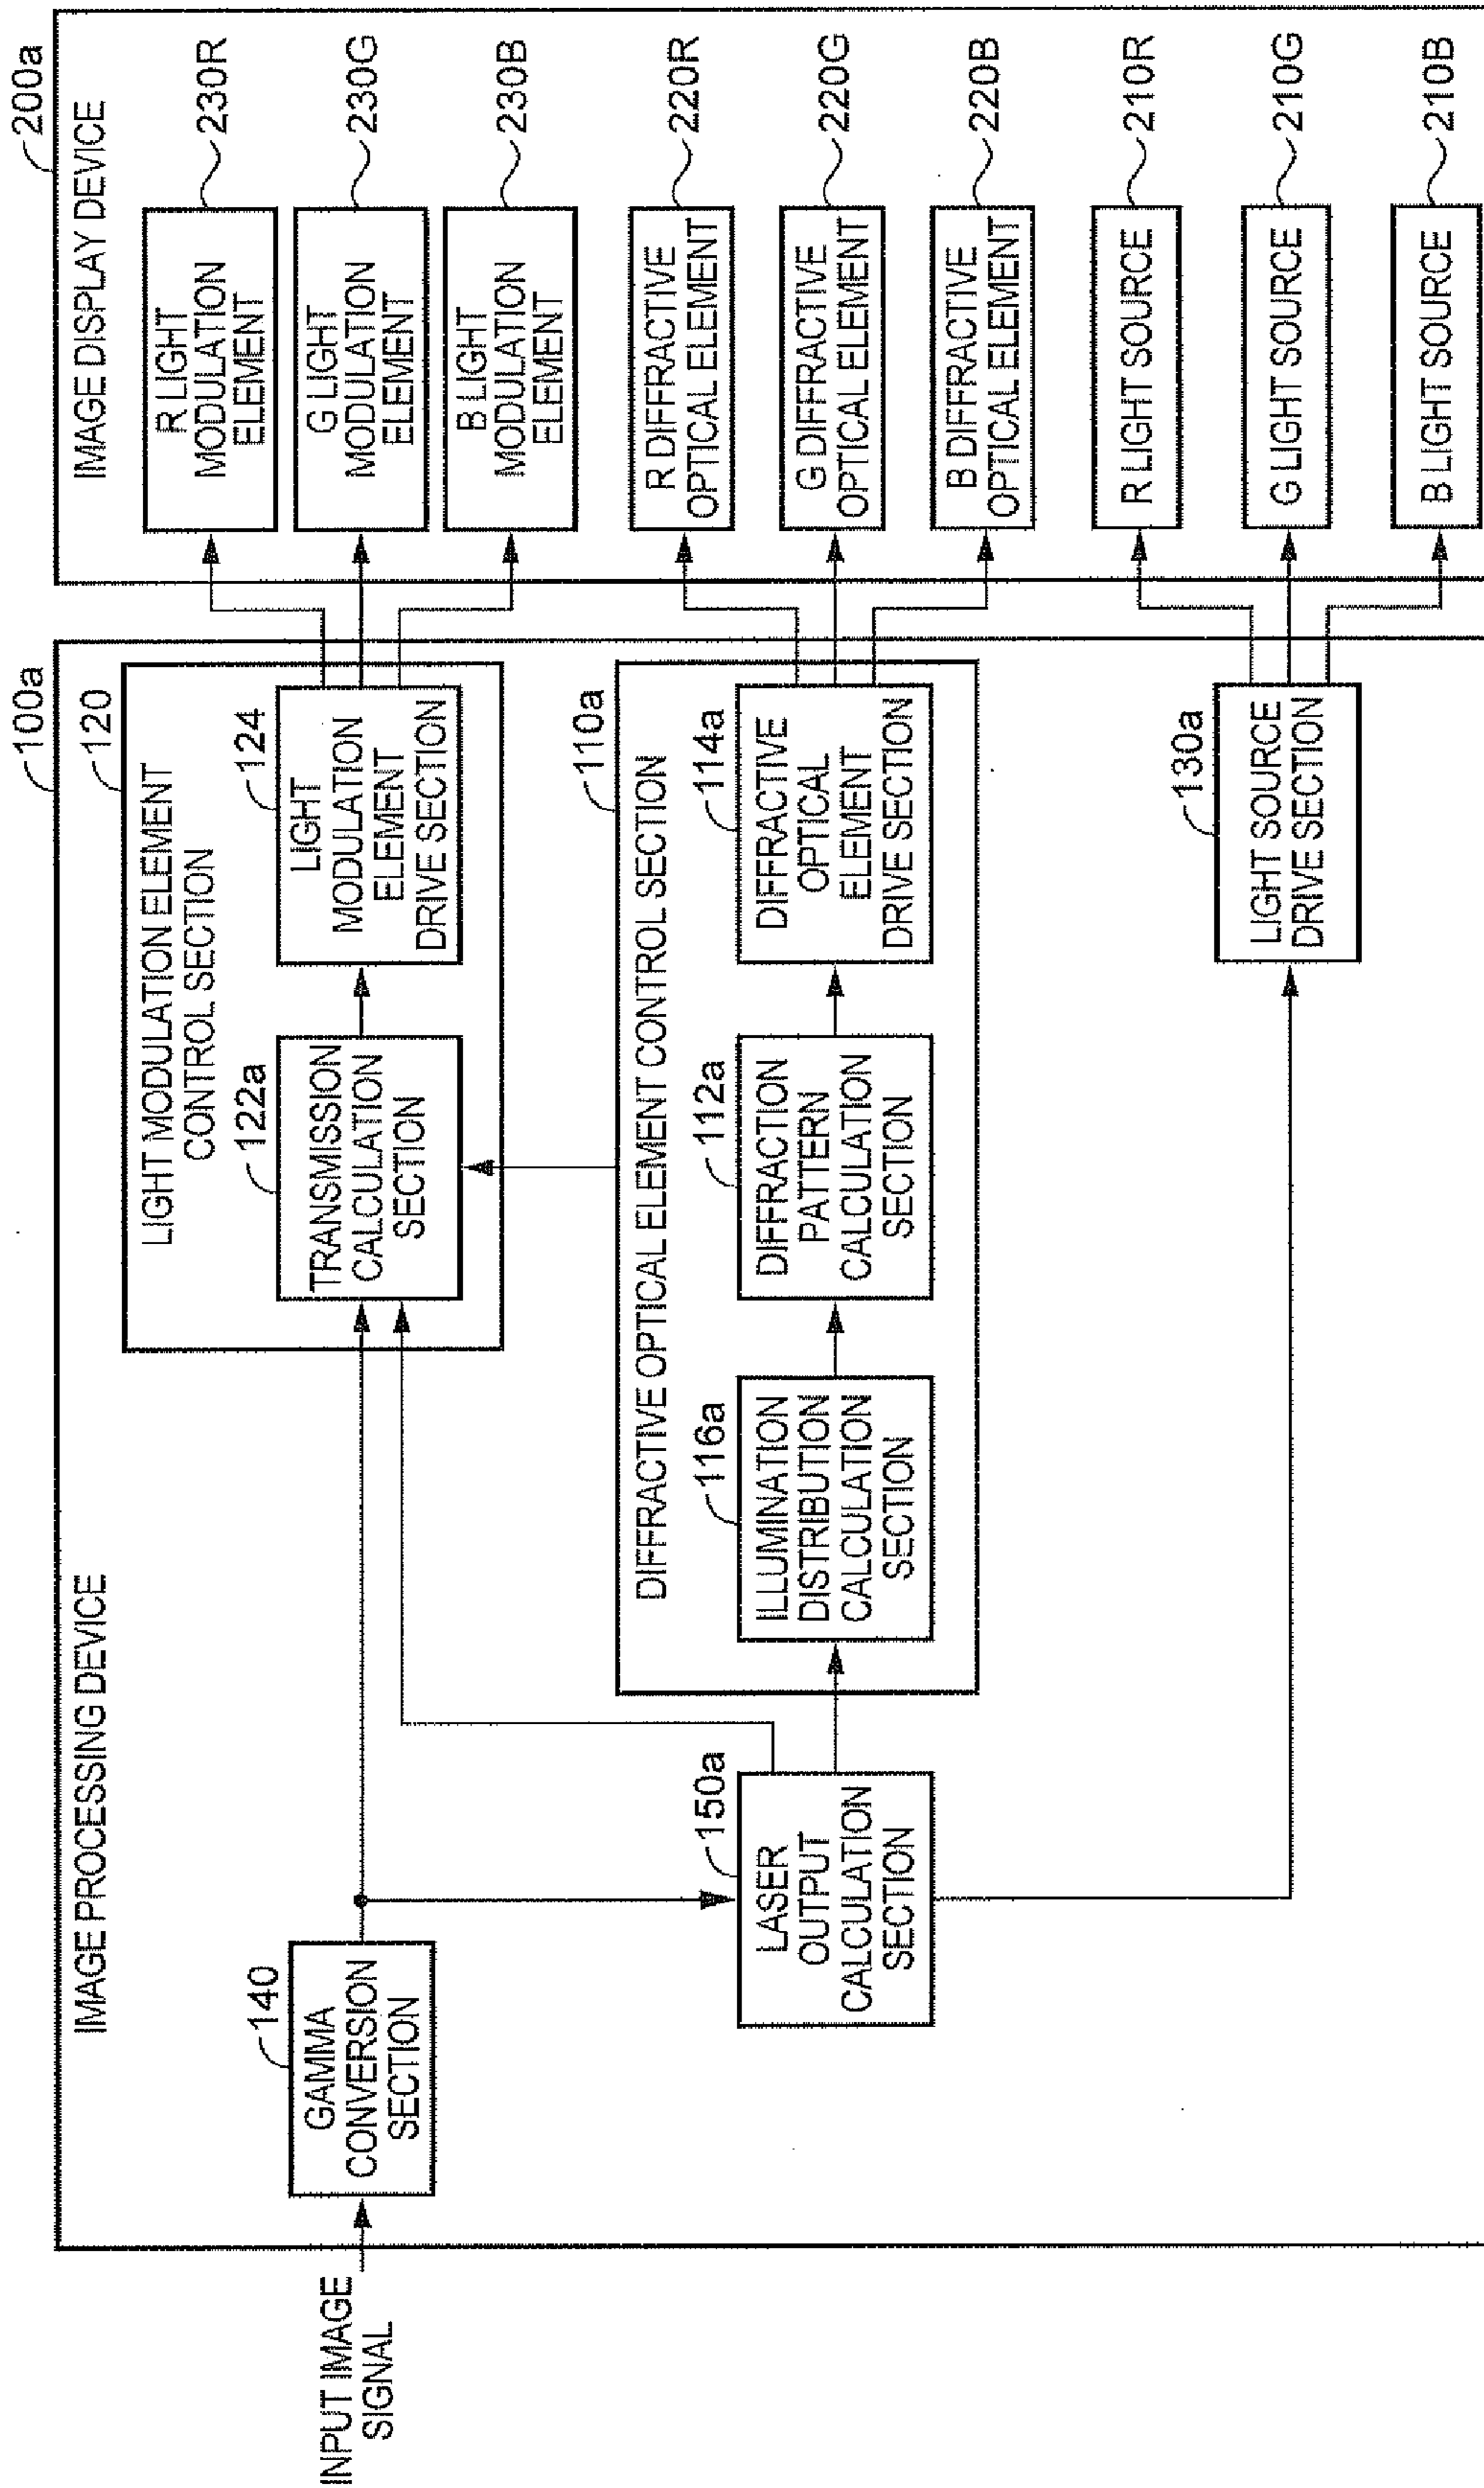 200a
IMAGE DISPLAY DEVICE
R LIGHT
MODULATION
ELEMENT
230R
G LIGHT
MODULATION
ELEMENT
230G
B LIGHT
MODULATION
ELEMENT
230B
R DIFFRACTIVE
OPTICAL ELEMENT
220R
G DIFFRACTIVE
OPTICAL ELEMENT
220G
B DIFFRACTIVE
OPTICAL ELEMENT
220B
R LIGHT SOURCE
210R
G LIGHT SOURCE
210G
B LIGHT SOURCE
210B
100a
IMAGE PROCESSING DEVICE
120
LIGHT MODULATION ELEMENT
CONTROL SECTION
124
LIGHT
MODULATION
ELEMENT
DRIVE SECTION
122a
TRANSMISSION
CALCULATION
SECTION
110a
DIFFRACTIVE OPTICAL ELEMENT CONTROL SECTION
114a
DIFFRACTIVE
OPTICAL
ELEMENT
DRIVE SECTION
112a
DIFFRACTION
PATTERN
CALCULATION
SECTION
116a
ILLUMINATION
DISTRIBUTION
CALCULATION
SECTION
130a
LIGHT SOURCE
DRIVE SECTION
150a
LASER
OUTPUT
CALCULATION
SECTION
140
GAMMA
CONVERSION
SECTION
INPUT IMAGE
SIGNAL